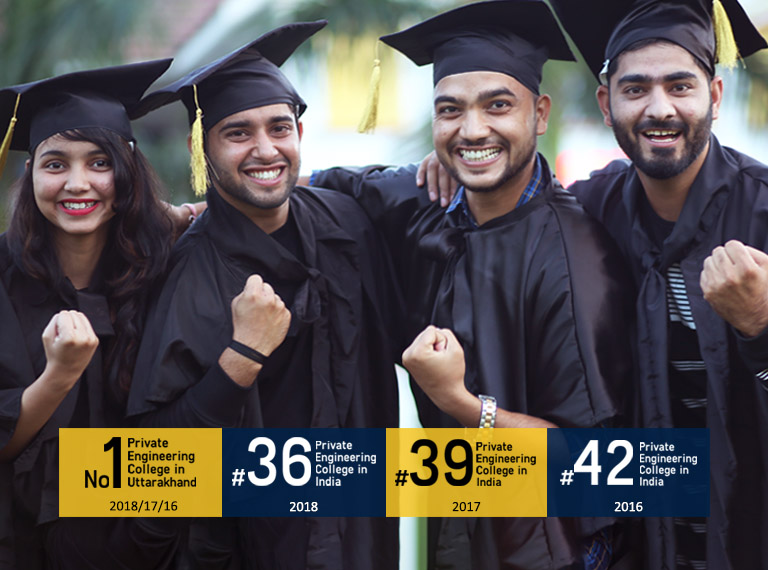 No1 Private
Engineering
College in
Uttarakhand
2018/17/16
#36 Private
Engineering
College in
India
2018
#39 Private
Engineering
College in
India
2017
#42 Private
Engineering
College in
India
2016